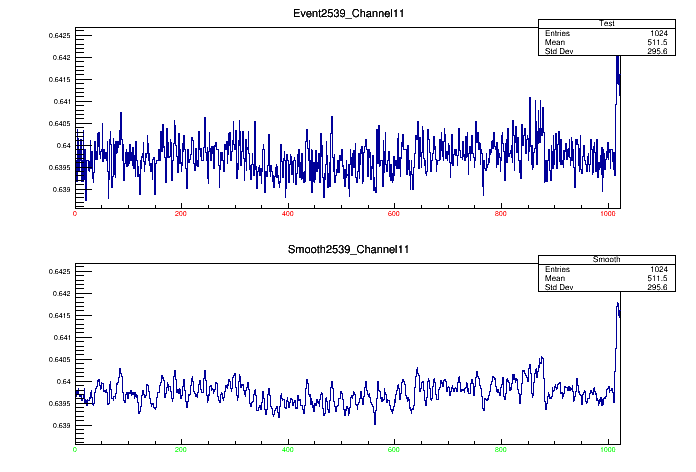 Event2539_Channel11
Test
Entries 1024
Mean 511.5
Std Dev 295.6
0.6425
0.642
0.6415
0.641
0.6405
0.64
0.6395
0.639
0 200 400 600 800 1000
Smooth2539_Channel11
Smooth
Entries 1024
Mean 511.5
Std Dev 295.6
0.6425
0.642
0.6415
0.641
0.6405
0.64
0.6395
0.639
0 200 400 600 800 1000